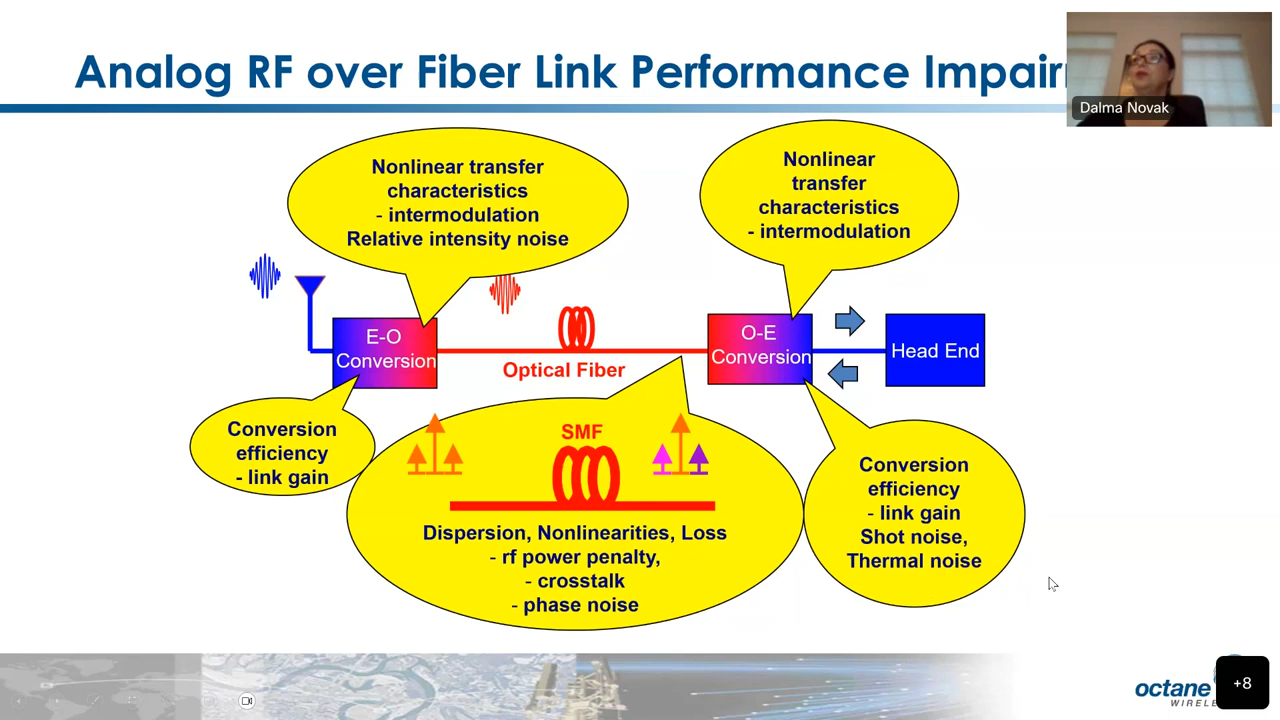 Analog RF over Fiber Link Performance
Dalma Novak
Nonlinear transfer
characteristics
- intermodulation
Relative intensity noise
Nonlinear
transfer
characteristics
- intermodulation
E-O
Conversion
Optical Fiber
O-E
Conversion
Head End
Conversion
efficiency
- link gain
SMF
Dispersion, Nonlinearities, Loss
- rf power penalty,
- crosstalk
- phase noise
Conversion
efficiency
- link gain
Shot noise,
Thermal noise
octane
+8